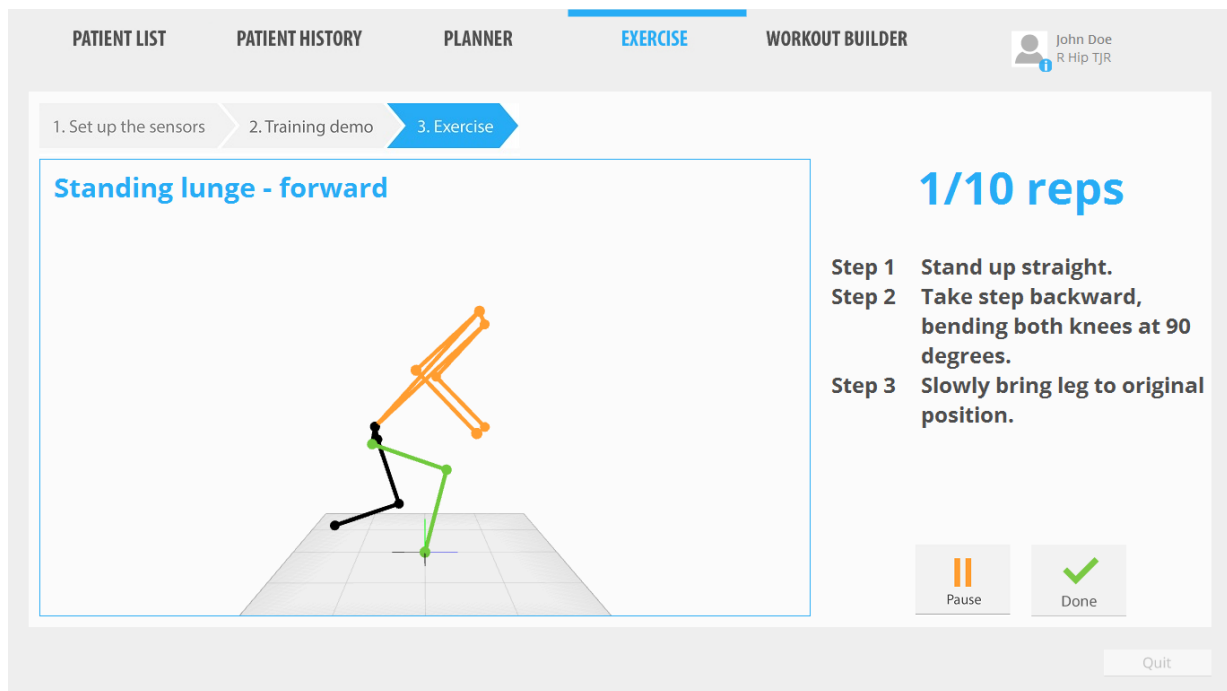 PATIENT LIST
PATIENT HISTORY
PLANNER
EXERCISE
WORKOUT BUILDER
John Doe
R Hip TJR
1. Set up the sensors
2. Training demo
3. Exercise
Standing lunge - forward
1/10 reps
Step 1 Stand up straight.
Step 2 Take step backward,
bending both knees at 90
degrees.
Step 3 Slowly bring leg to original
position.
Pause
Done
Quit